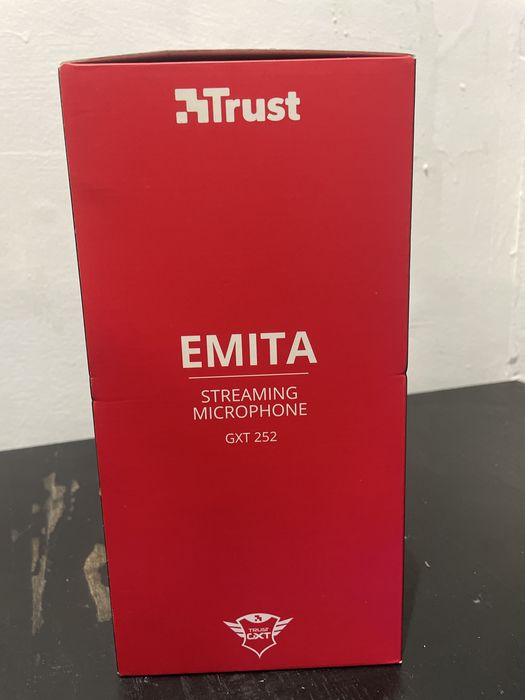 Trust
EMITA
STREAMING
MICROPHONE
GXT 252
TRUST
GXT